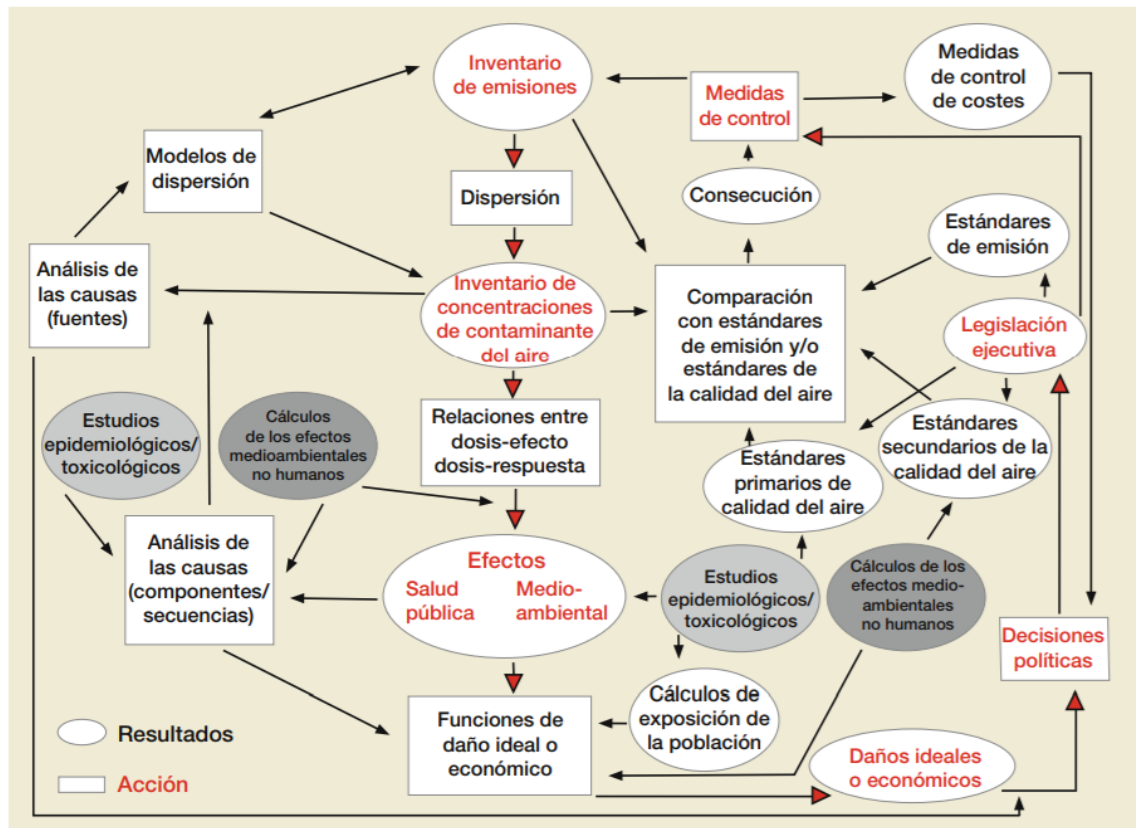 Inventario
de emisiones
Medidas
de control
Medidas
de control
de costes
Modelos de
dispersión
Dispersión
Consecución
Estándares
de emisión
Análisis de
las causas
(fuentes)
Inventario de
concentraciones
de contaminante
del aire
Comparación
con estándares
de emisión y/o
estándares de
la calidad del aire
Legislación
ejecutiva
Estudios
epidemiológicos/
toxicológicos
Cálculos
de los efectos
medioambientales
no humanos
Relaciones entre
dosis-efecto
dosis-respuesta
Estándares
primarios de
calidad del aire
Estándares
secundarios de la
calidad del aire
Análisis de
las causas
(componentes/
secuencias)
Efectos
Salud
pública
Medio-
ambiental
Estudios
epidemiológicos/
toxicológicos
Cálculos de los
efectos medio-
ambientales
no humanos
Decisiones
políticas
Funciones de
daño ideal o
económico
Cálculos de
exposición de
la población
Daños ideales
o económicos
Resultados
Acción